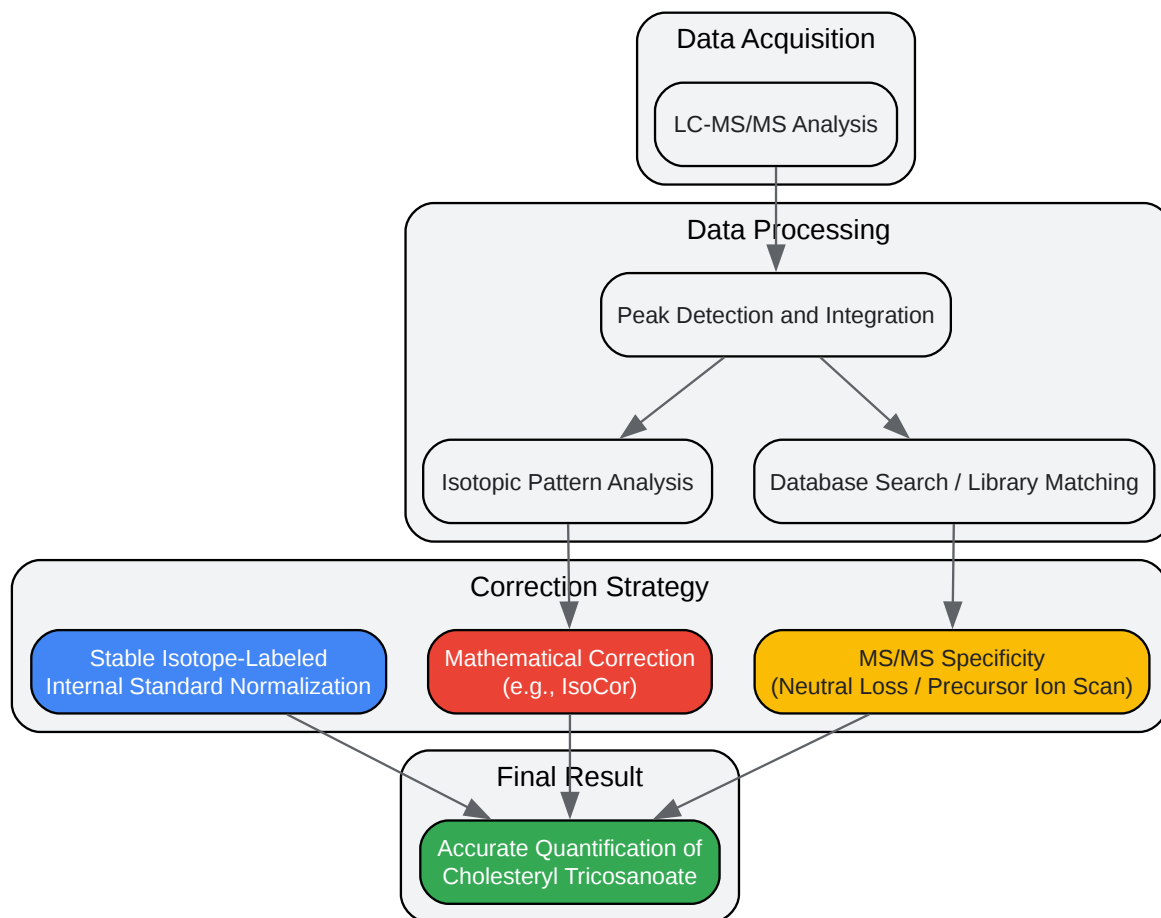 Data Acquisition
LC-MS/MS Analysis
Data Processing
Peak Detection and Integration
Isotopic Pattern Analysis
Database Search / Library Matching
Correction Strategy
Stable Isotope-Labeled
Internal Standard Normalization
Mathematical Correction
(e.g., IsoCor)
MS/MS Specificity
(Neutral Loss / Precursor Ion Scan)
Final Result
Accurate Quantification of
Cholesteryl Tricosanoate